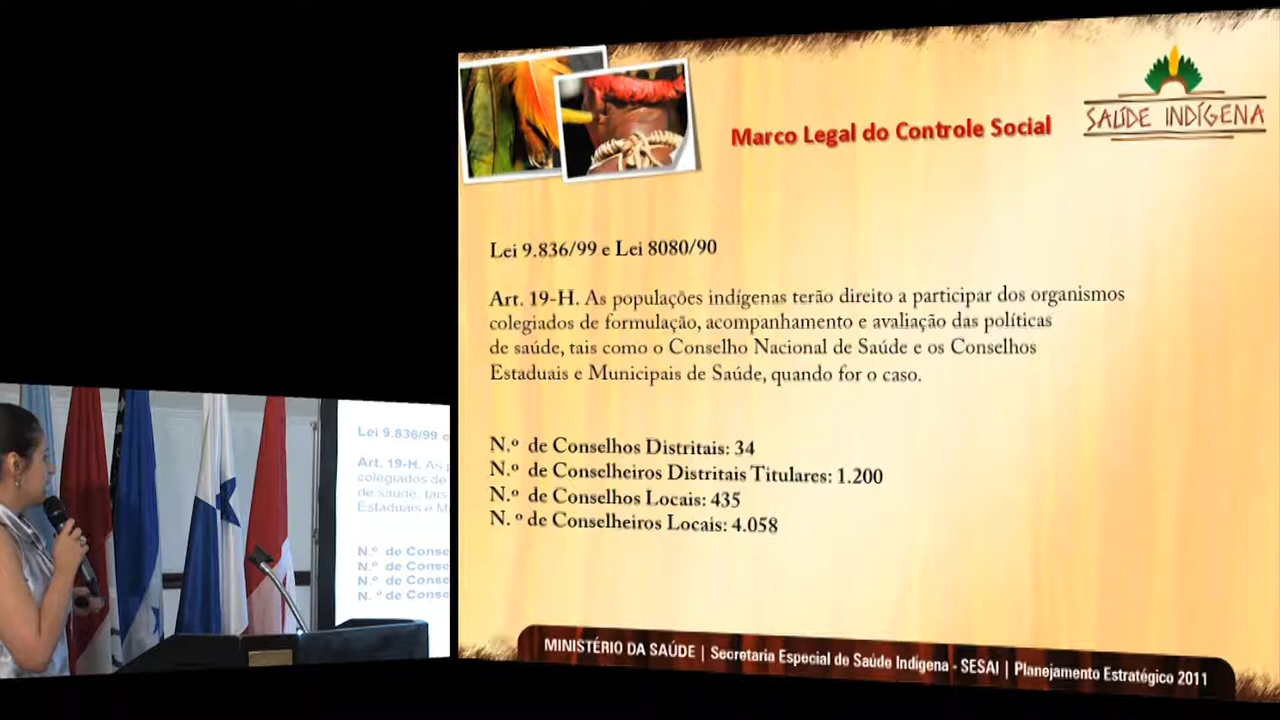 Marco Legal do Controle Social
SAÚDE INDÍGENA
Lei 9.836/99 e Lei 8080/90
Art. 19-H. As populações indígenas terão direito a participar dos organismos
colegiados de formulação, acompanhamento e avaliação das políticas
de saúde, tais como o Conselho Nacional de Saúde e os Conselhos
Estaduais e Municipais de Saúde, quando for o caso.
N.º de Conselhos Distritais: 34
N.º de Conselheiros Distritais Titulares: 1.200
N.º de Conselhos Locais: 435
N. º de Conselheiros Locais: 4.058
MINISTÉRIO DA SAÚDE | Secretaria Especial de Saúde Indígena - SESAI | Planejamento Estratégico 2011
Lei 9.836/99
Art. 19-H. As
colegiados de
de saúde, tais
Estaduais e M
N.º de Conse
N.º de Conse
N.º de Conse
N. º de Conse